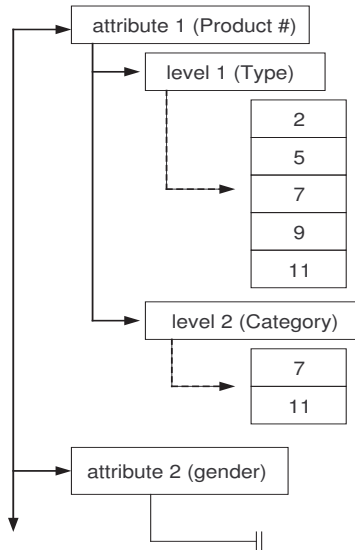 attribute 1 (Product #)
level 1 (Type)
2
5
7
9
11
level 2 (Category)
7
11
attribute 2 (gender)